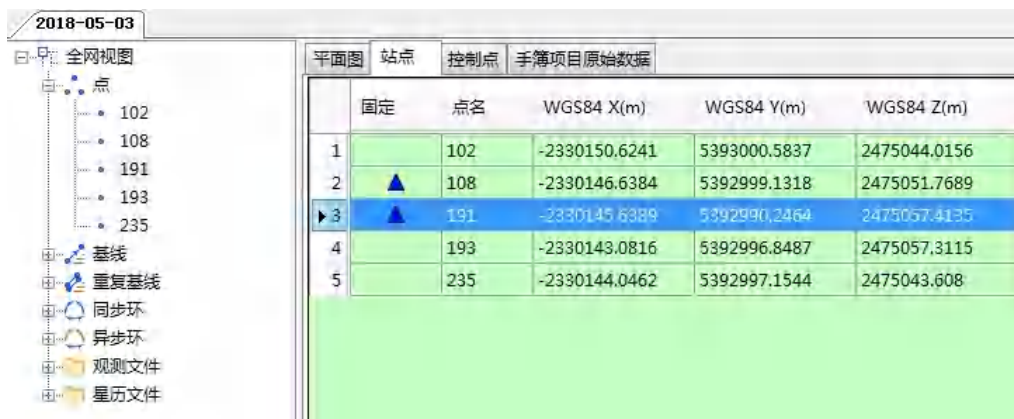 2018-05-03
全网视图
点
102
108
191
193
235
基线
重复基线
同步环
异步环
观测文件
星历文件
平面图 站点 控制点 手簿项目原始数据
固定 点名 WGS84 X(m) WGS84 Y(m) WGS84 Z(m)
1 102 -2330150.6241 5393000.5837 2475044.0156
2 108 -2330146.6384 5392999.1318 2475051.7689
3 191 -2330145.6389 5392990.2464 2475057.4135
4 193 -2330143.0816 5392996.8487 2475057.3115
5 235 -2330144.0462 5392997.1544 2475043.608